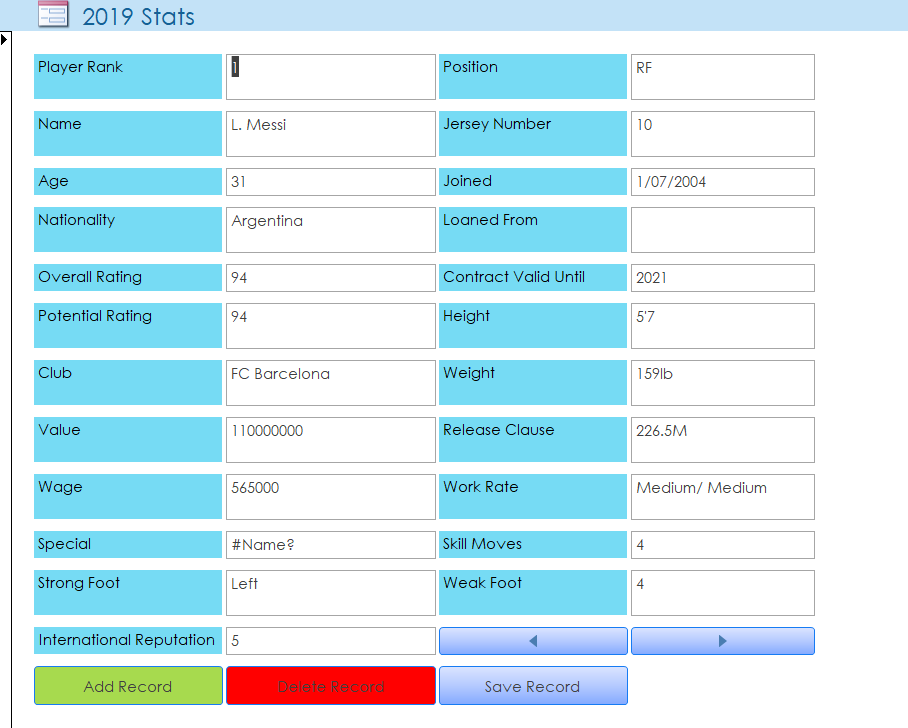 2019 Stats
Player Rank 1 Position RF
Name L. Messi Jersey Number 10
Age 31 Joined 1/07/2004
Nationality Argentina Loaned From
Overall Rating 94 Contract Valid Until 2021
Potential Rating 94 Height 5'7
Club FC Barcelona Weight 159lb
Value 110000000 Release Clause 226.5M
Wage 565000 Work Rate Medium/ Medium
Special #Name? Skill Moves 4
Strong Foot Left Weak Foot 4
International Reputation 5
Add Record Delete Record Save Record